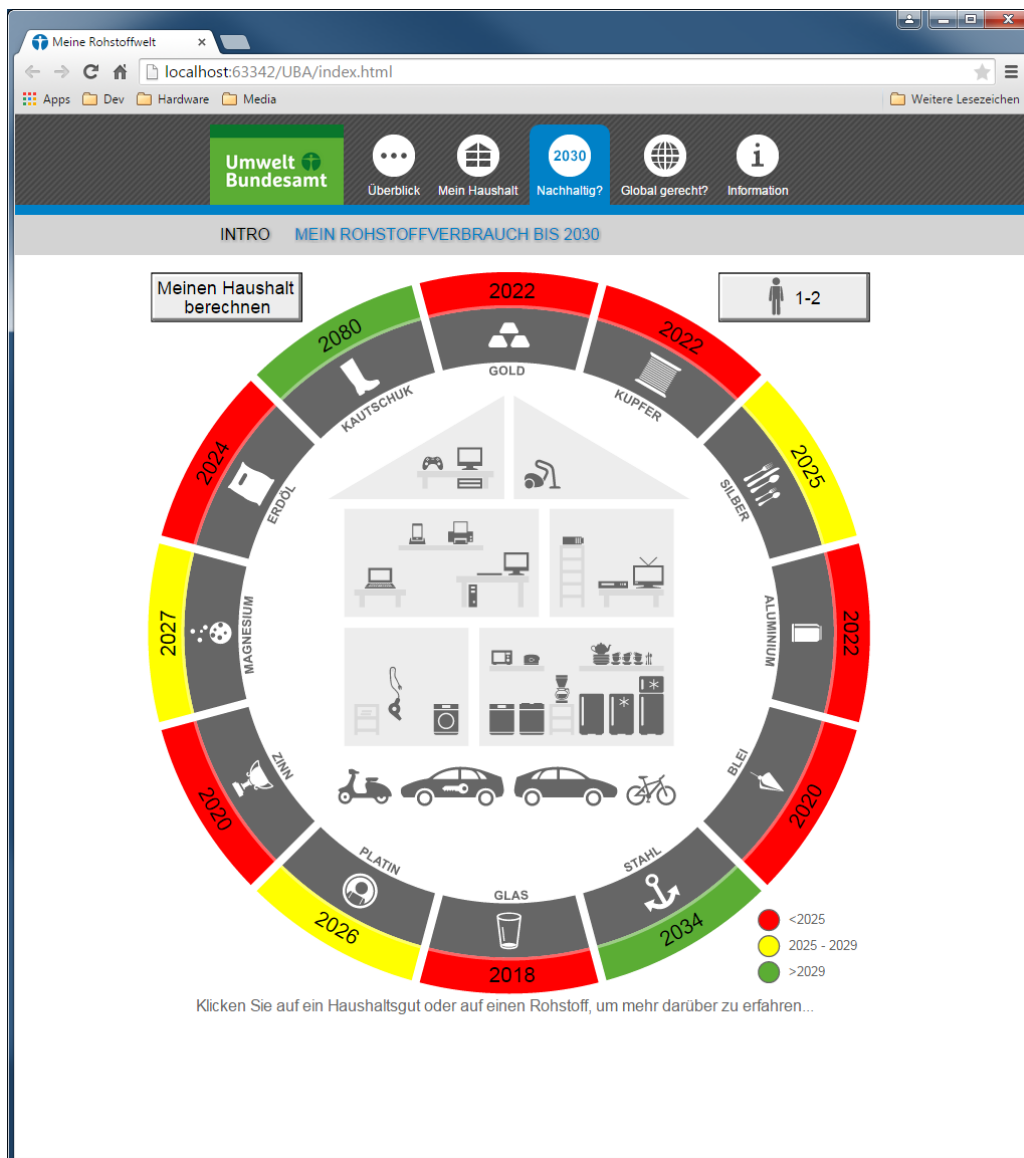 Meine Rohstoffwelt
localhost:63342/UBA/index.html
Apps Dev Hardware Media Weitere Lesezeichen
Umwelt
Bundesamt
2030
Überblick Mein Haushalt Nachhaltig? Global gerecht? Information
INTRO MEIN ROHSTOFFVERBRAUCH BIS 2030
Meinen Haushalt
berechnen
1-2
2022
GOLD
2022
KUPFER
2025
SILBER
2022
ALUMINIUM
2020
BLEI
2034
STAHL
2018
GLAS
2026
PLATIN
2020
ZINN
2027
MAGNESIUM
2024
ERDÖL
2080
KAUTSCHUK
<2025
2025 - 2029
>2029
Klicken Sie auf ein Haushaltsgut oder auf einen Rohstoff, um mehr darüber zu erfahren...